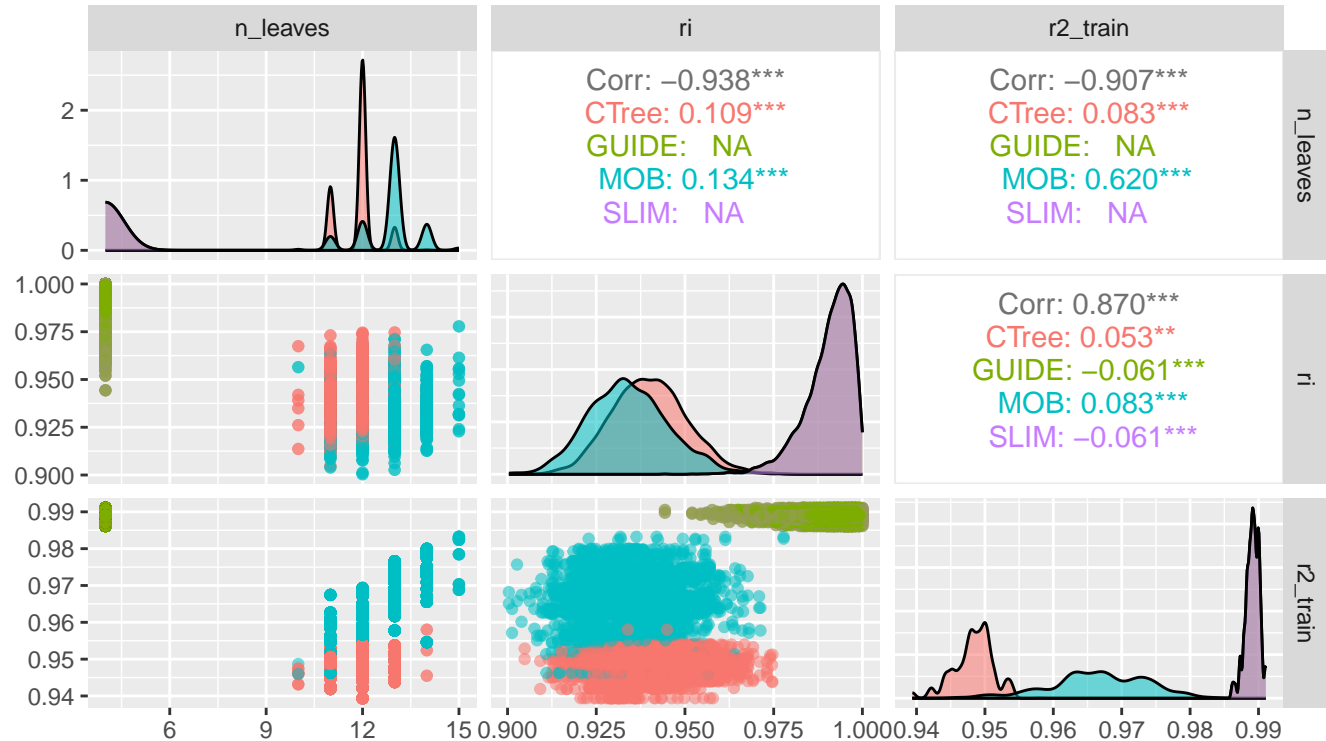 n_leaves
ri
r2_train
2
1
0
Corr: −0.938***
CTree: 0.109***
GUIDE: NA
MOB: 0.134***
SLIM: NA
Corr: −0.907***
CTree: 0.083***
GUIDE: NA
MOB: 0.620***
SLIM: NA
n_leaves
1.000
0.975
0.950
0.925
0.900
Corr: 0.870***
CTree: 0.053**
GUIDE: −0.061***
MOB: 0.083***
SLIM: −0.061***
ri
0.99
0.98
0.97
0.96
0.95
0.94
r2_train
6 9 12 15
0.900 0.925 0.950 0.975 1.000
0.94 0.95 0.96 0.97 0.98 0.99